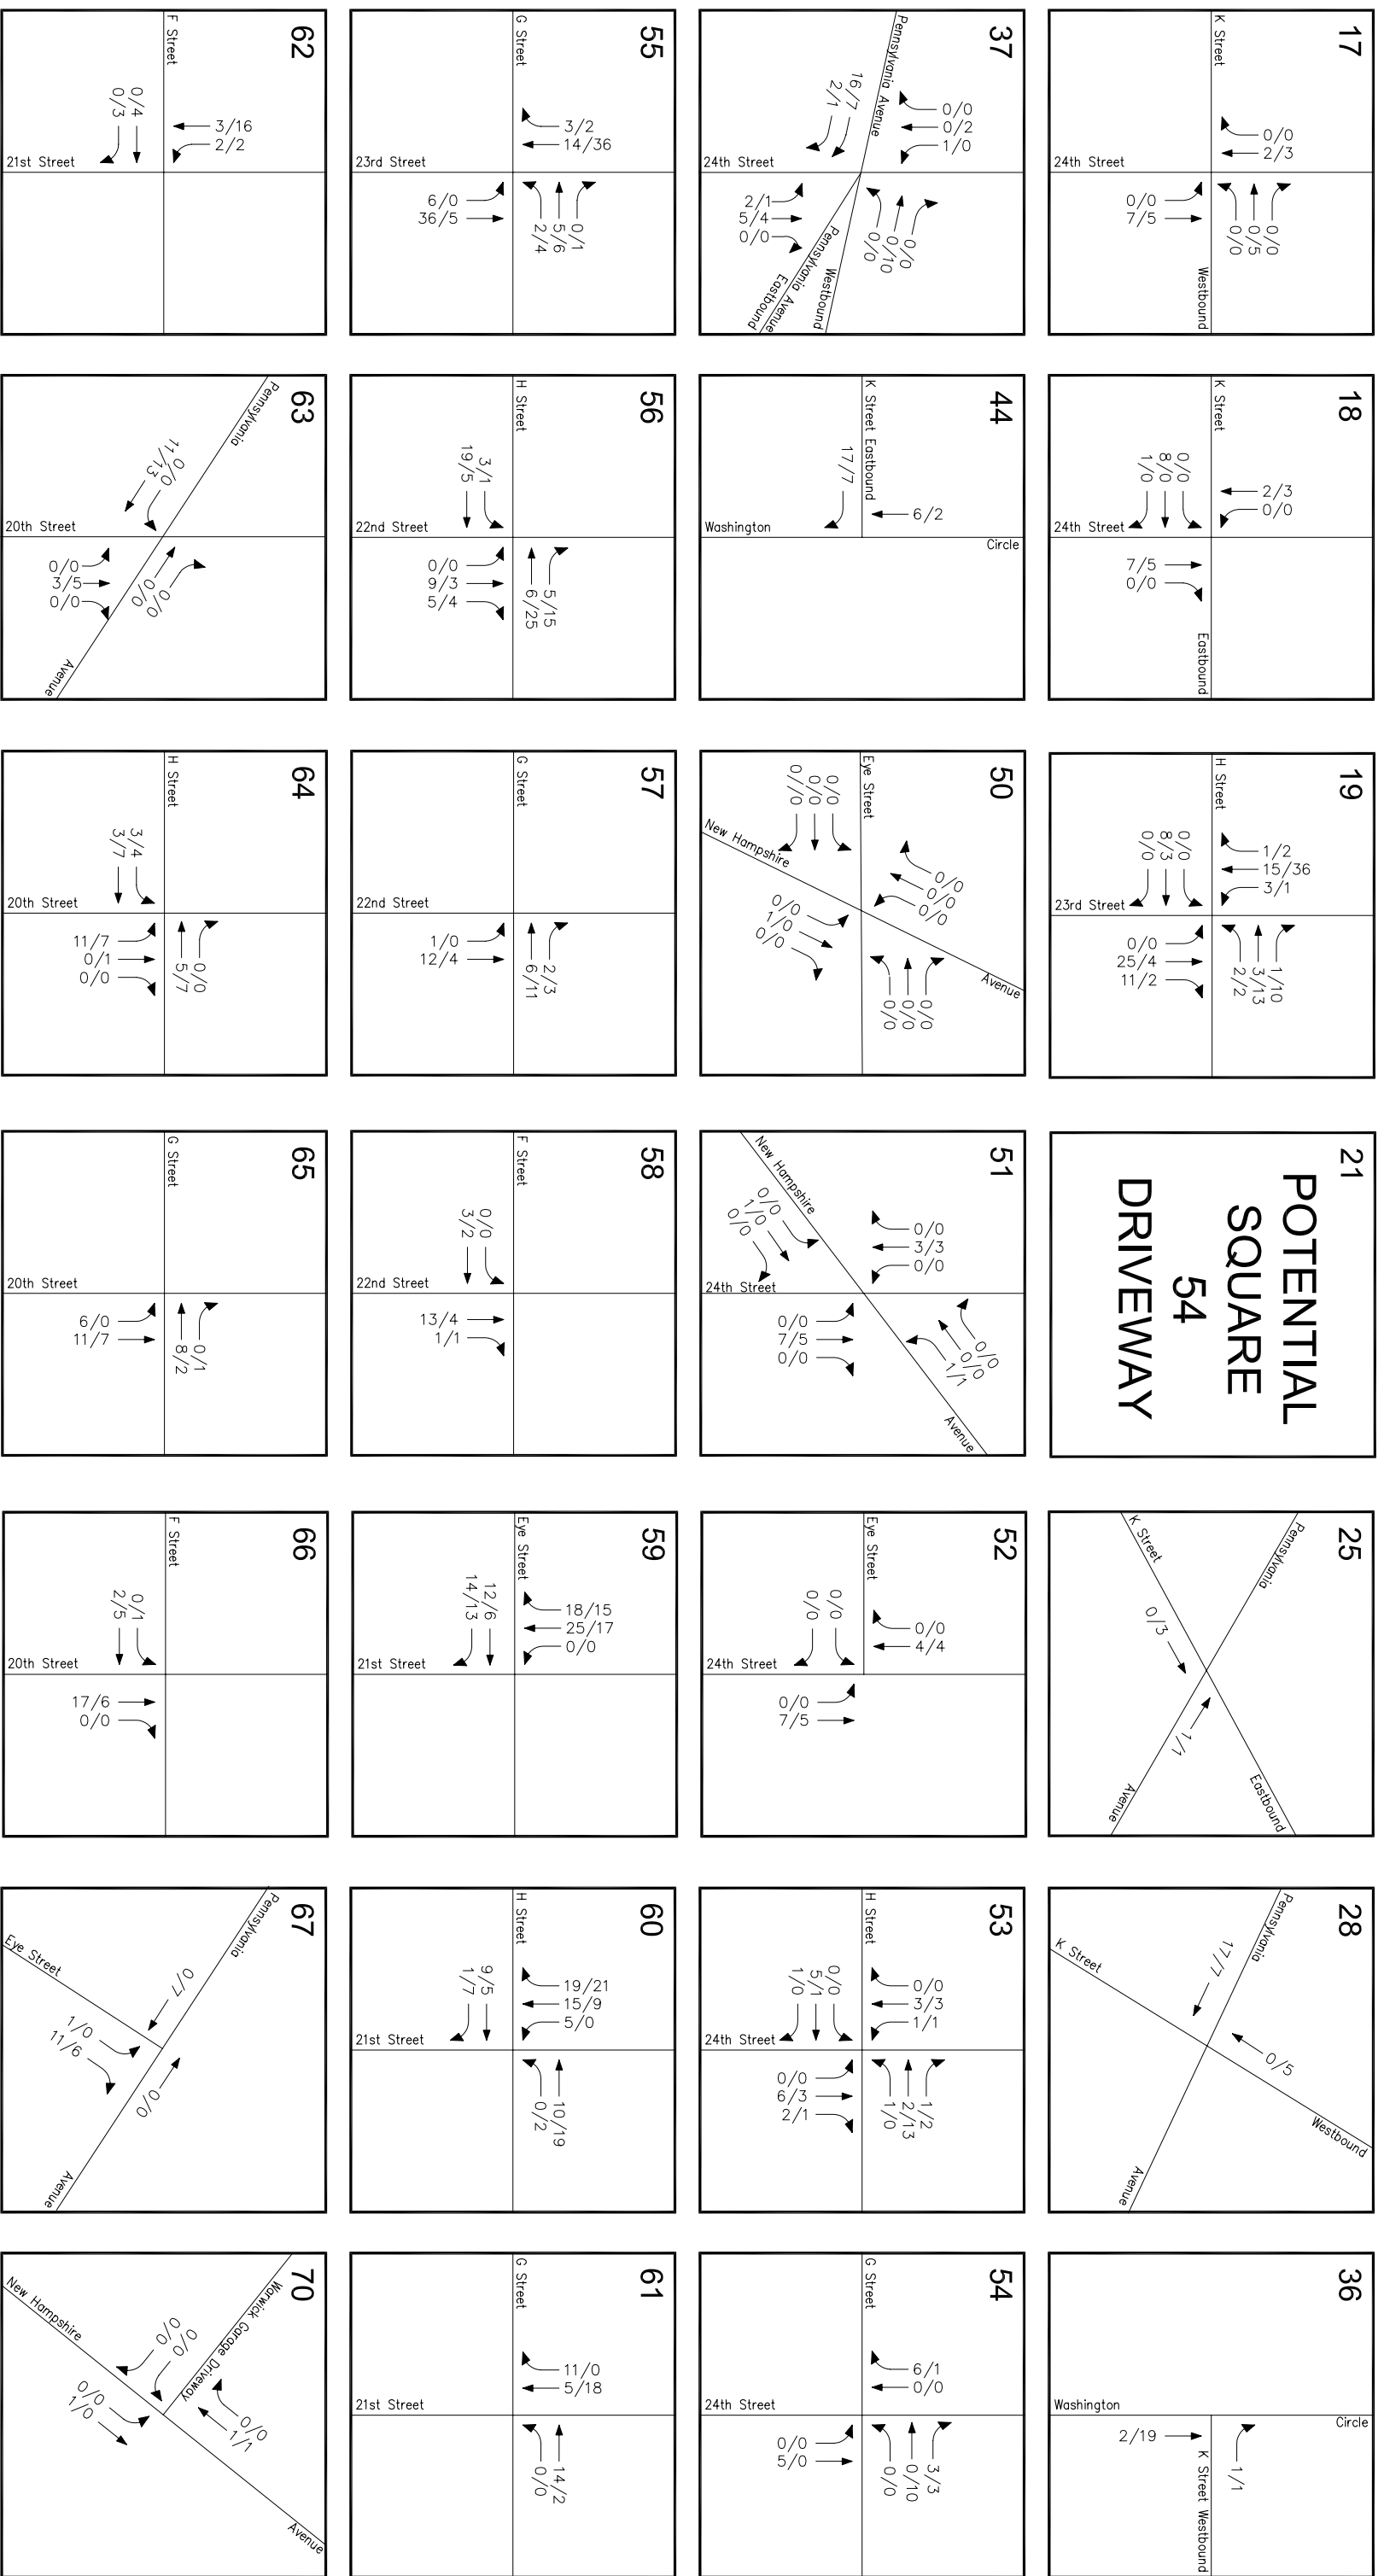 17
K Street
0/0
2/3
24th Street
0/0
7/5
0/0
0/5
0/0
Westbound
18
K Street
2/3
0/0
0/0
8/0
1/0
24th Street
7/5
0/0
Eastbound
19
H Street
1/2
15/36
3/1
0/0
8/3
0/0
23rd Street
0/0
25/4
11/2
1/10
3/13
2/2
21
POTENTIAL
SQUARE
54
DRIVEWAY
25
Pennsylvania
K Street
0/3
1/1
Eastbound
Avenue
28
Pennsylvania
K Street
17/7
0/5
Westbound
Avenue
36
Washington
Circle
2/19
1/1
K Street Westbound
37
Pennsylvania Avenue
0/0
0/2
1/0
16/7
2/1
24th Street
2/1
5/4
0/0
0/0
0/10
0/0
Westbound
Pennsylvania Avenue
Eastbound
44
K Street Eastbound
17/7
6/2
Washington
Circle
50
Eye Street
0/0
0/0
0/0
New Hampshire
0/0
0/0
0/0
0/0
1/0
0/0
0/0
0/0
0/0
Avenue
51
New Hampshire
0/0
1/0
0/0
0/0
3/3
0/0
24th Street
0/0
7/5
0/0
0/0
0/0
1/1
Avenue
52
Eye Street
0/0
0/0
0/0
4/4
24th Street
0/0
7/5
53
H Street
0/0
3/3
1/1
0/0
5/1
1/0
24th Street
0/0
6/3
2/1
1/2
2/13
1/0
54
G Street
6/1
0/0
24th Street
0/0
5/0
3/3
0/10
0/0
55
G Street
3/2
14/36
23rd Street
6/0
36/5
0/1
5/6
2/4
56
H Street
3/1
19/5
22nd Street
0/0
9/3
5/4
5/15
6/25
57
G Street
22nd Street
1/0
12/4
2/3
6/11
58
F Street
0/0
3/2
22nd Street
13/4
1/1
59
Eye Street
18/15
25/17
0/0
12/6
14/13
21st Street
60
H Street
19/21
15/9
5/0
9/5
1/7
21st Street
10/19
0/2
61
G Street
11/0
5/18
21st Street
14/2
0/0
62
F Street
3/16
2/2
0/4
0/3
21st Street
63
Pennsylvania
0/0
11/13
20th Street
0/0
3/5
0/0
0/0
0/0
Avenue
64
H Street
3/4
3/7
20th Street
11/7
0/1
0/0
0/0
5/7
65
G Street
20th Street
6/0
11/7
0/1
8/2
66
F Street
0/1
2/5
20th Street
17/6
0/0
67
Pennsylvania
Eye Street
0/7
1/0
11/6
0/0
Avenue
70
Warwick Garage Driveway
New Hampshire
0/0
0/0
0/0
1/1
0/0
1/0
Avenue